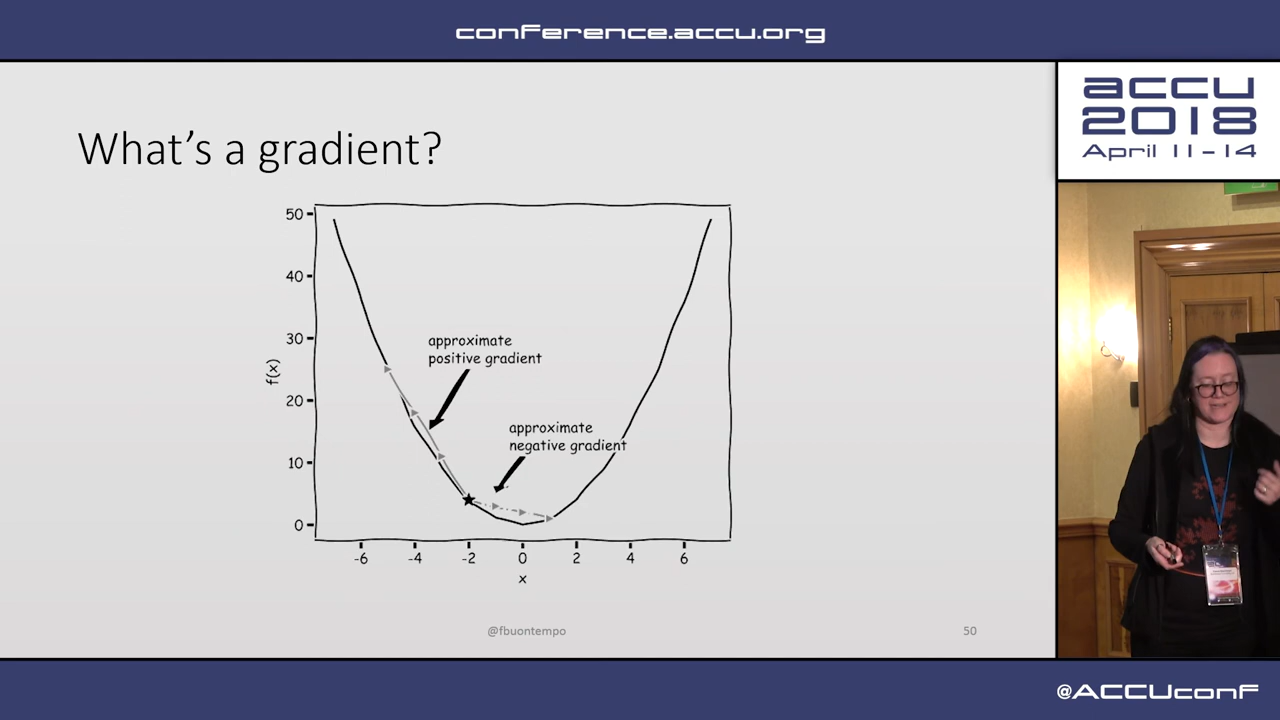 conference.accu.org
accu
2018
April 11-14
What's a gradient?
50
40
30
20
10
0
f(x)
approximate
positive gradient
approximate
negative gradient
-6
-4
-2
0
2
4
6
x
@fbuontempo
50
@ACCUconf